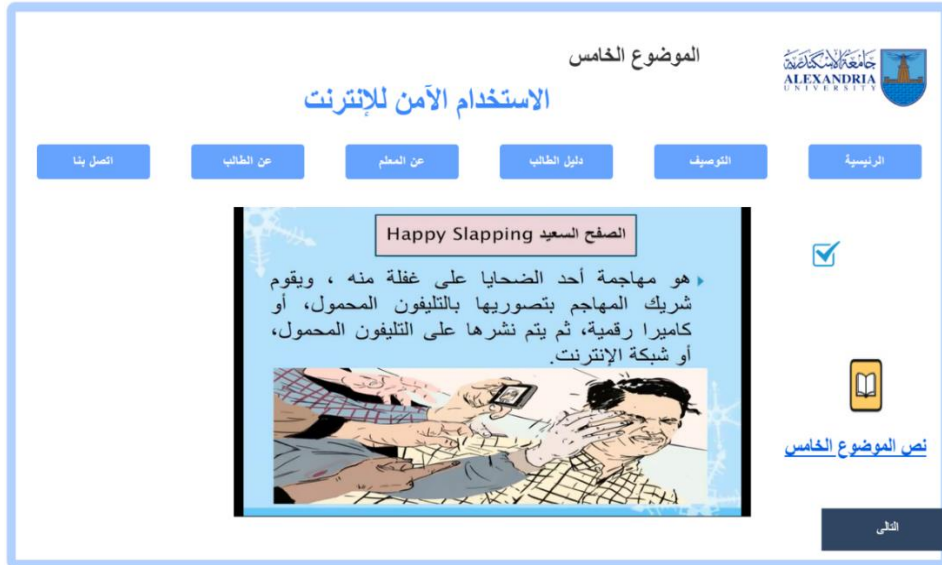 الموضوع الخامس
جامعة الإسكندرية
ALEXANDRIA
UNIVERSITY
الاستخدام الآمن للإنترنت
الرئيسية
التوصيف
دليل الطالب
عن المعلم
عن الطالب
اتصل بنا
الصفح السعيد Happy Slapping
هو مهاجمة أحد الضحايا على غفلة منه ، ويقوم
شريك المهاجم بتصوريها بالتليفون المحمول، أو
كاميرا رقمية، ثم يتم نشرها على التليفون المحمول،
أو شبكة الإنترنت.
نص الموضوع الخامس
التالى